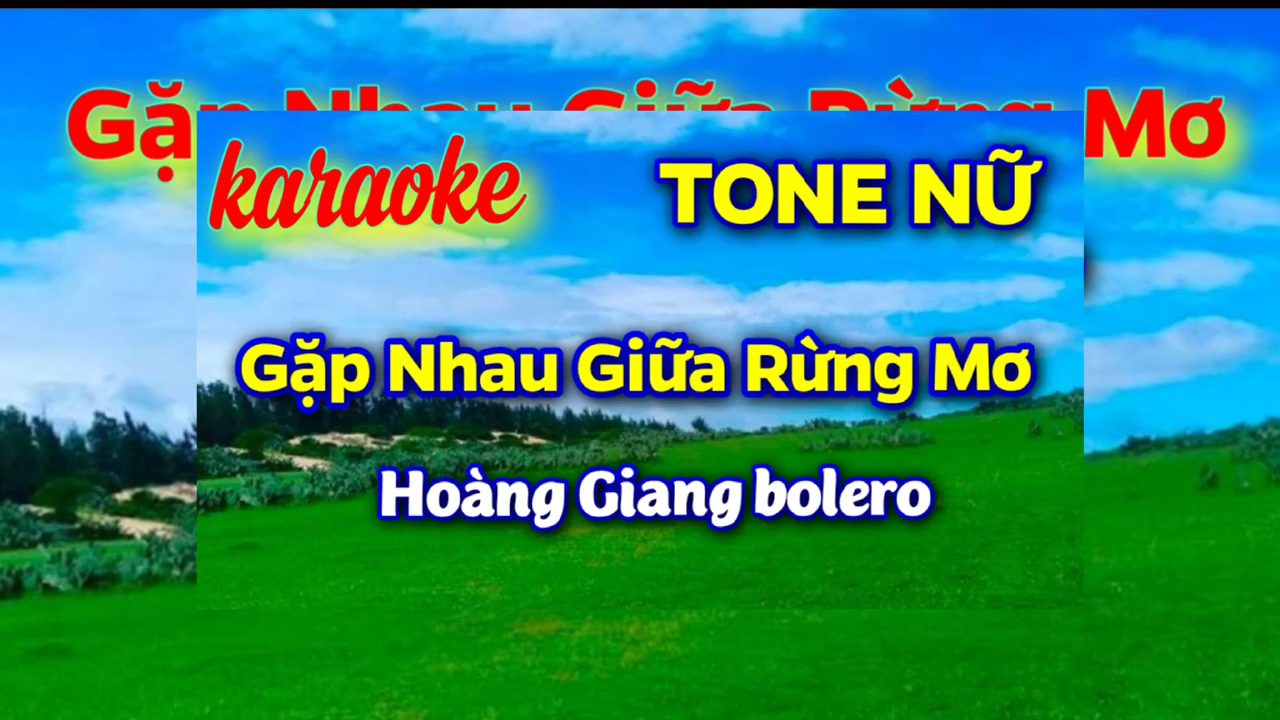 Gặp Nhau Giữa Rừng Mơ
karaoke
TONE NỮ
Gặp Nhau Giữa Rừng Mơ
Hoàng Giang bolero